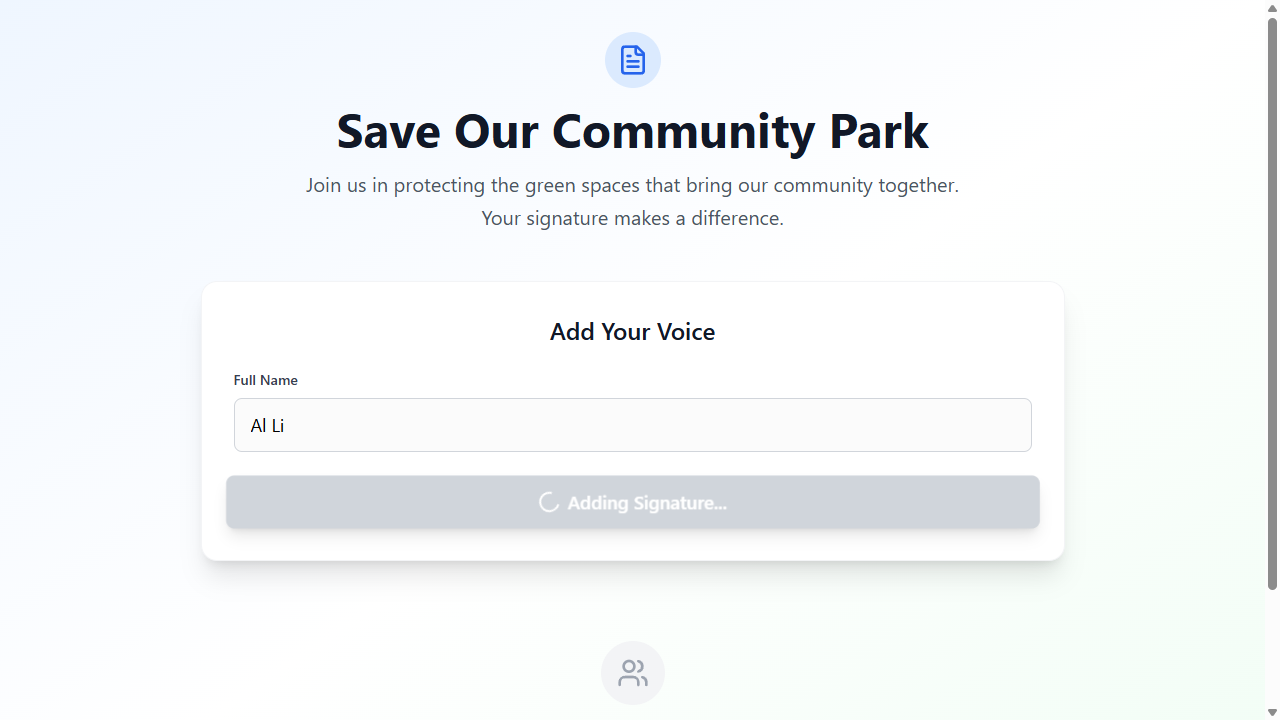 Save Our Community Park
Join us in protecting the green spaces that bring our community together.
Your signature makes a difference.
Add Your Voice
Full Name
Al Li
Adding Signature...